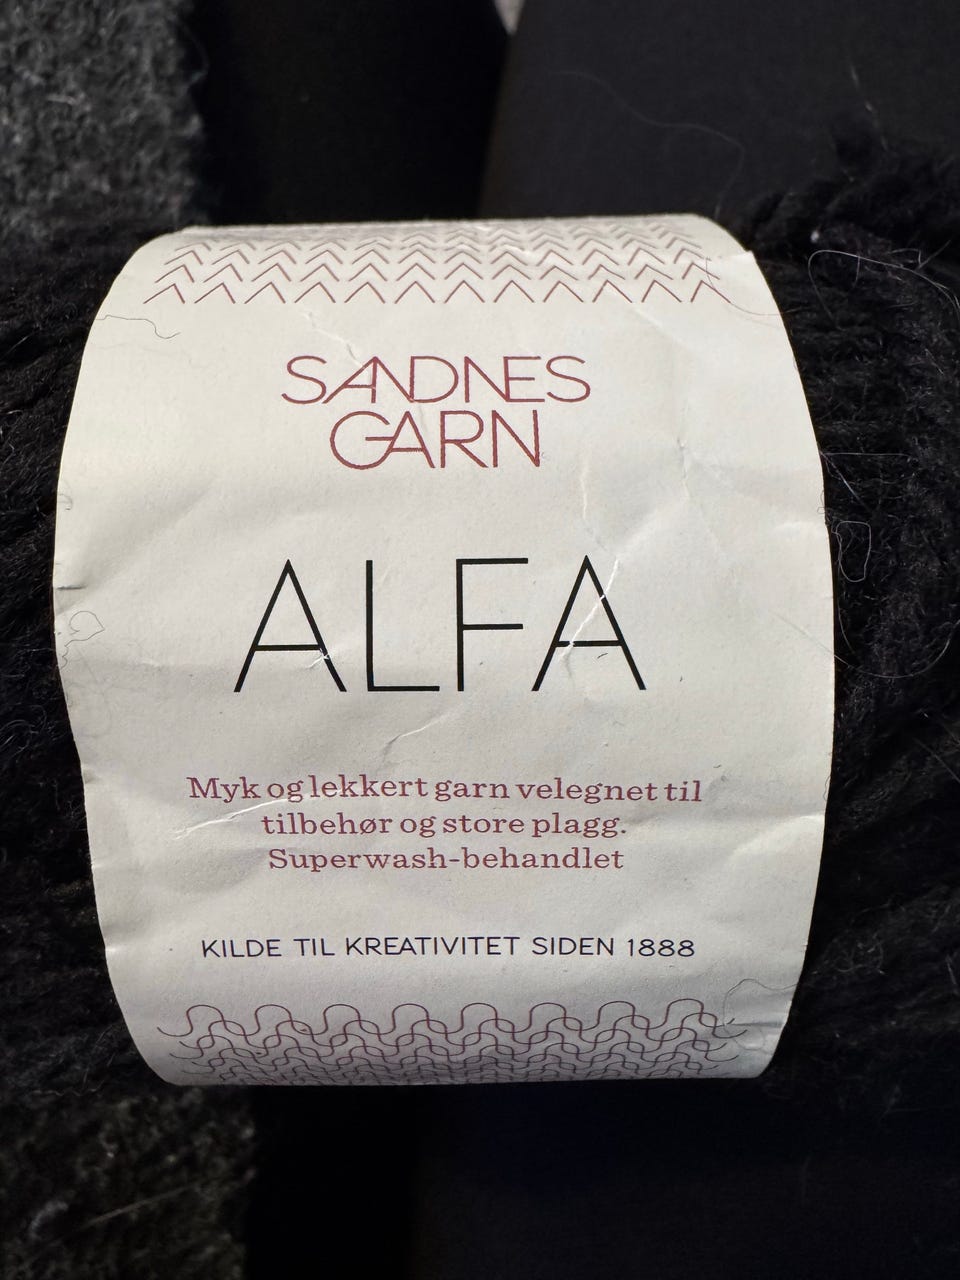 SANDNES
GARN
ALFA
Myk og lekkert garn velegnet til
tilbehør og store plagg.
Superwash-behandlet
KILDE TIL KREATIVITET SIDEN 1888